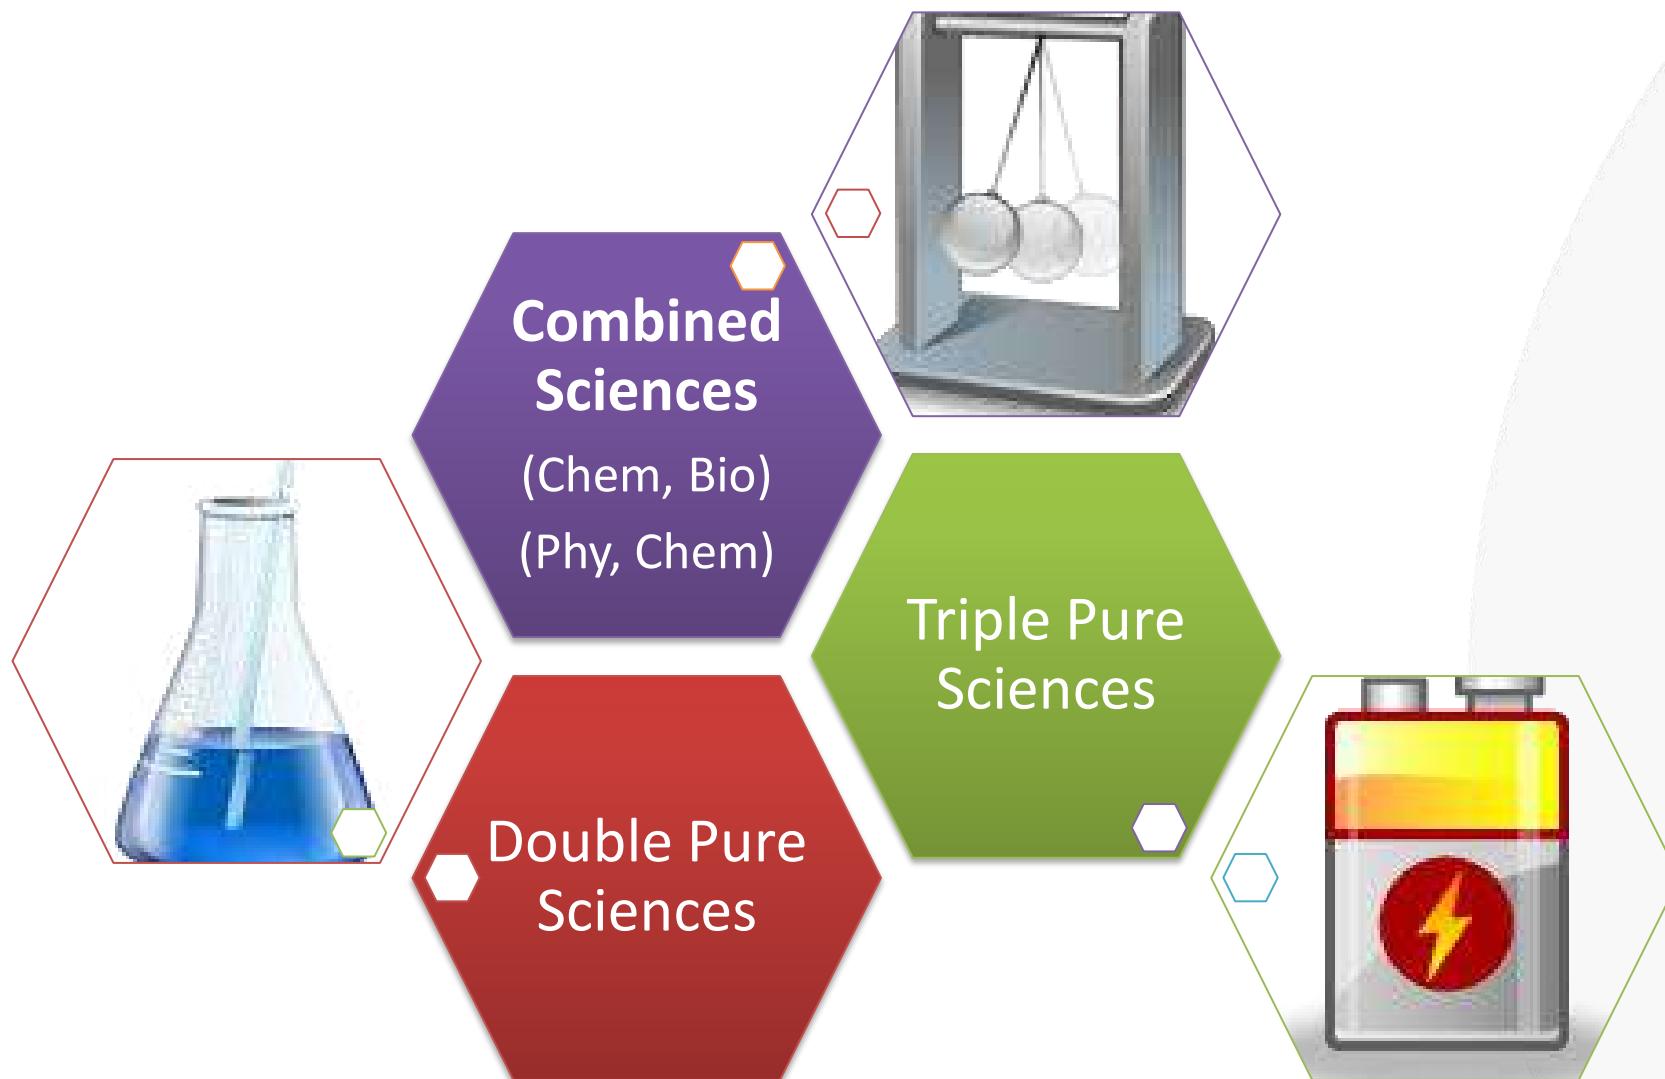 Combined
Sciences
(Chem, Bio)
(Phy, Chem)
Triple Pure
Sciences
Double Pure
Sciences